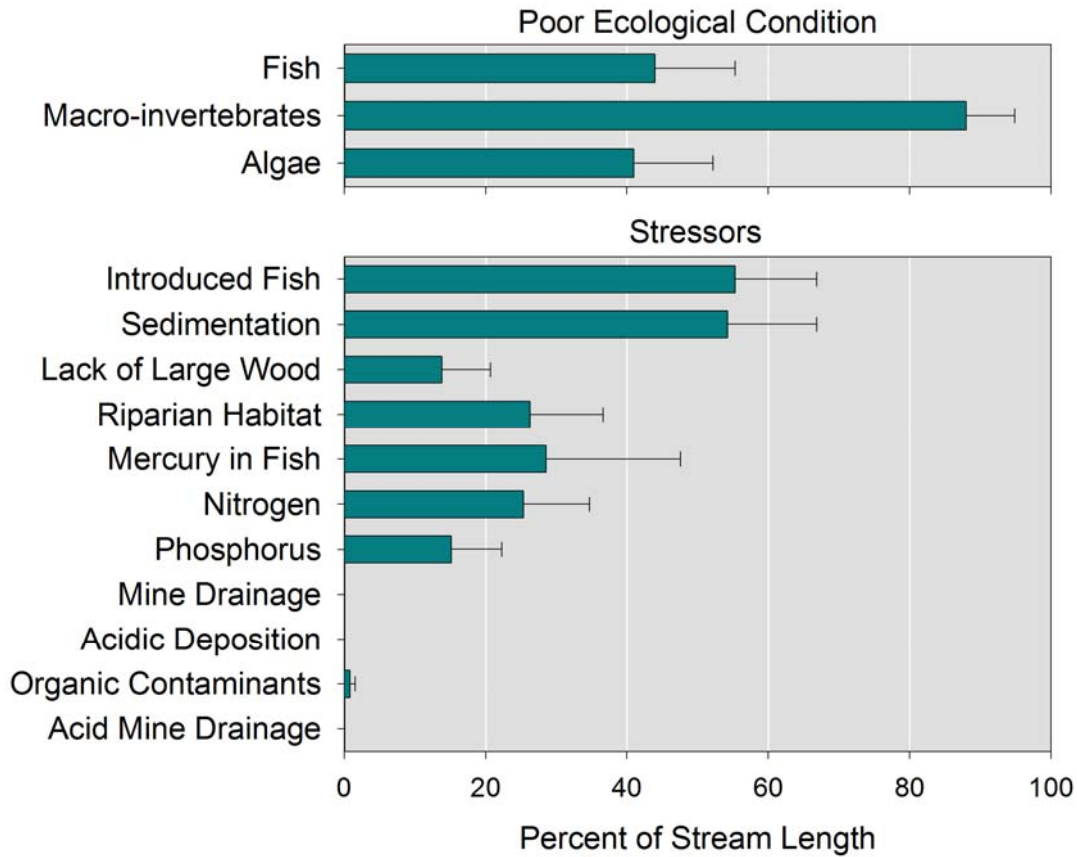 Poor Ecological Condition
Fish
Macro-invertebrates
Algae
Stressors
Introduced Fish
Sedimentation
Lack of Large Wood
Riparian Habitat
Mercury in Fish
Nitrogen
Phosphorus
Mine Drainage
Acidic Deposition
Organic Contaminants
Acid Mine Drainage
0 20 40 60 80 100
Percent of Stream Length